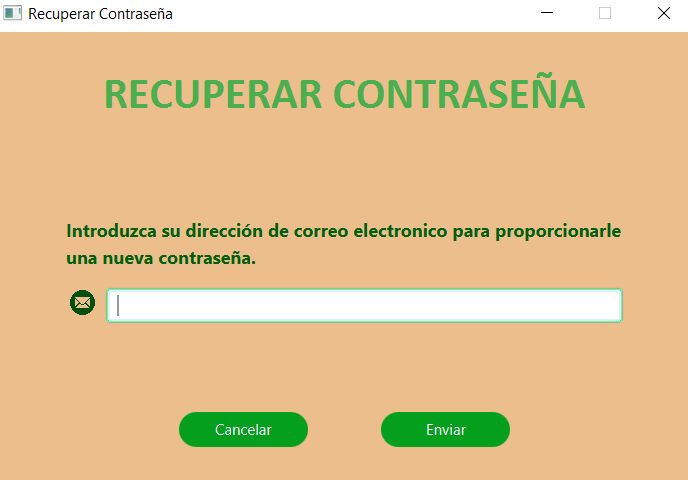 Recuperar Contraseña
RECUPERAR CONTRASEÑA
Introduzca su dirección de correo electronico para proporcionarle
una nueva contraseña.
Cancelar
Enviar